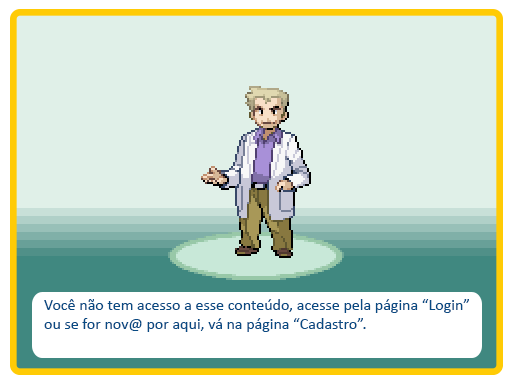 Você não tem acesso a esse conteúdo, acesse pela página “Login”
ou se for nov@ por aqui, vá na página “Cadastro”.